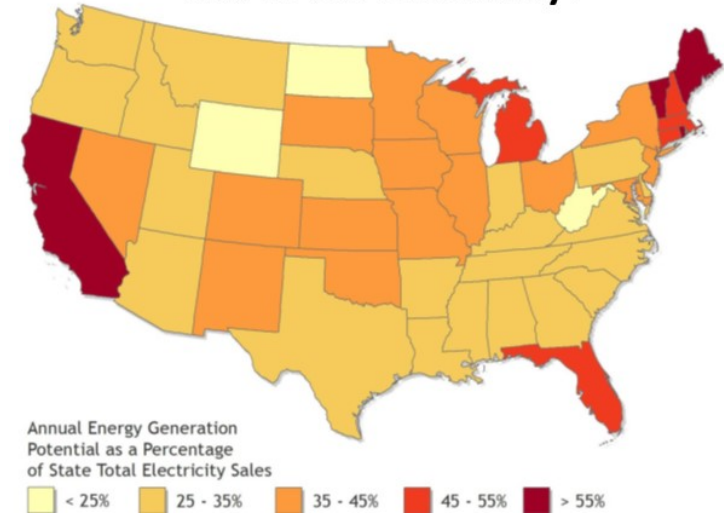 Annual Energy Generation
Potential as a Percentage
of State Total Electricity Sales
< 25%
25 - 35%
35 - 45%
45 - 55%
> 55%